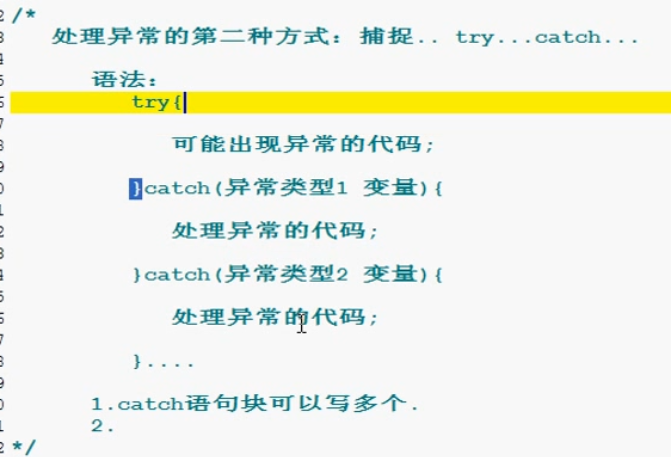 /*
处理异常的第二种方式：捕捉.. try...catch...
语法：
try{
可能出现异常的代码;
}catch(异常类型1 变量){
处理异常的代码;
}catch(异常类型2 变量){
处理异常的代码;
}....
1.catch语句块可以写多个.
2.
*/